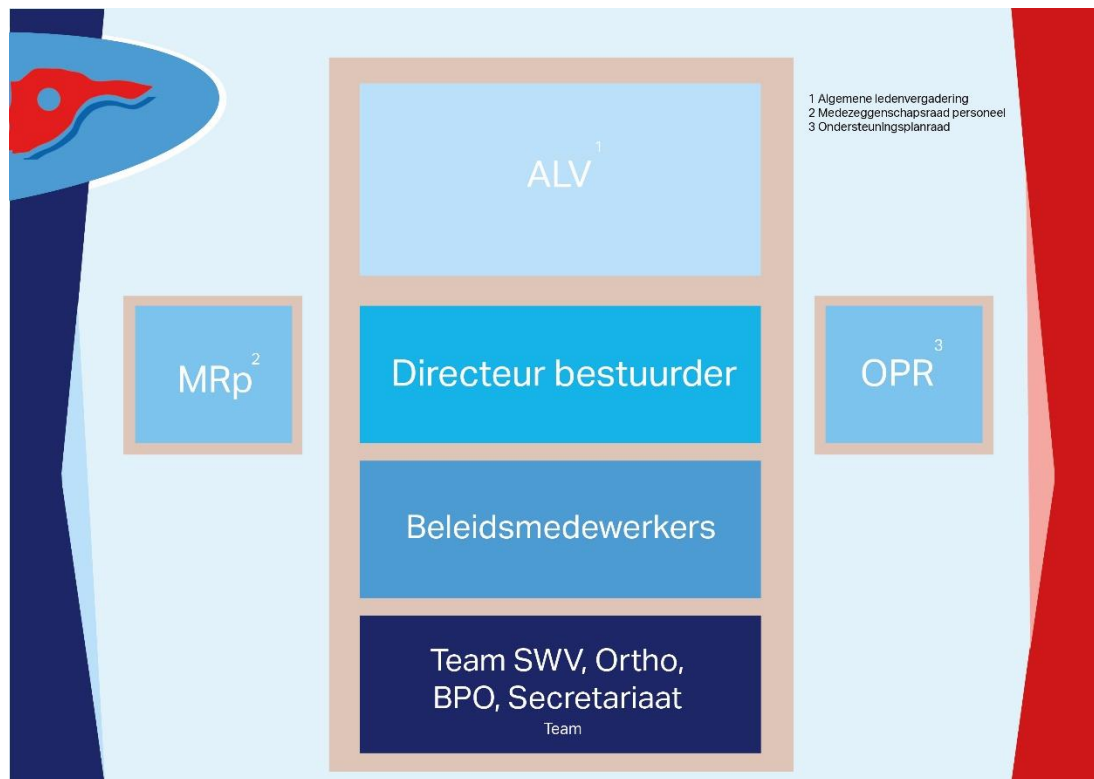 1 Algemene ledenvergadering
2 Medezeggenschapsraad personeel
3 Ondersteuningsplanraad
ALV 1
MRp 2
Directeur bestuurder
OPR 3
Beleidsmedewerkers
Team SWV, Ortho,
BPO, Secretariaat
Team